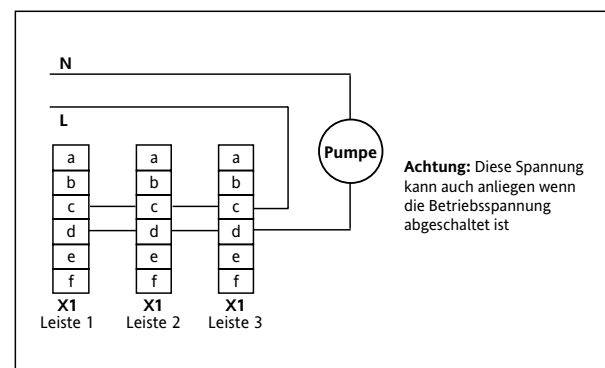 N
L
Pumpe
Achtung: Diese Spannung
kann auch anliegen wenn
die Betriebsspannung
abgeschaltet ist
a a a
b b b
c c c
d d d
e e e
f f f
X1 X1 X1
Leiste 1 Leiste 2 Leiste 3